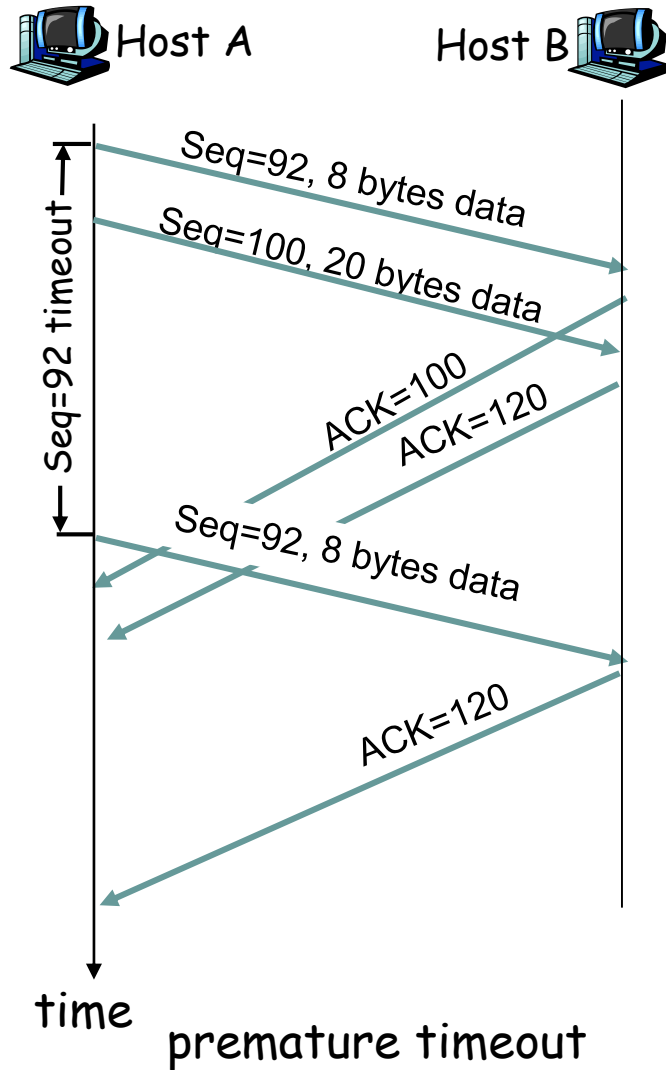 Host A
Host B
Seq=92, 8 bytes data
Seq=100, 20 bytes data
Seq=92 timeout
ACK=100
ACK=120
Seq=92, 8 bytes data
ACK=120
time
premature timeout